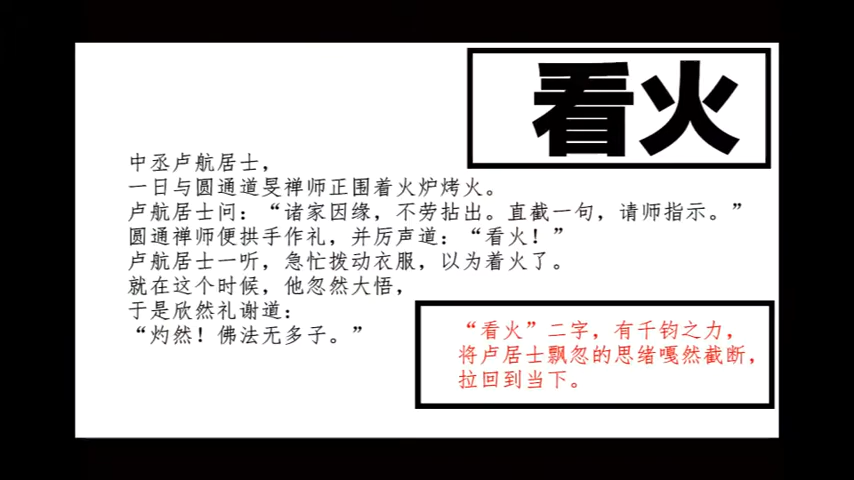 看火
中丞卢航居士，
一日与圆通道旻禅师正围着火炉烤火。
卢航居士问：“诸家因缘，不劳拈出。直截一句，请师指示。”
圆通禅师便拱手作礼，并厉声道：“看火！”
卢航居士一听，急忙拨动衣服，以为着火了。
就在这个时候，他忽然大悟，
于是欣然礼谢道：
“灼然！佛法无多子。”
“看火”二字，有千钧之力，
将卢居士飘忽的思绪嘎然截断，
拉回到当下。